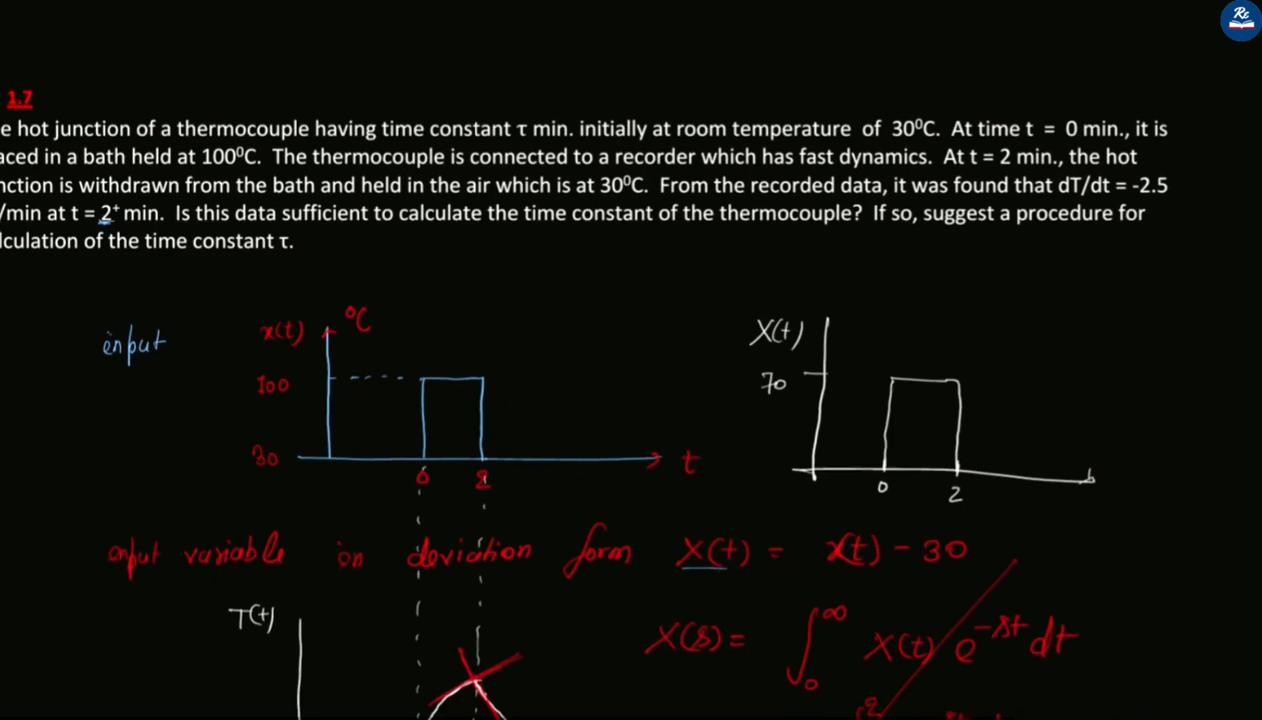 Rc
1.7
e hot junction of a thermocouple having time constant τ min. initially at room temperature of 30⁰C. At time t = 0 min., it is
aced in a bath held at 100⁰C. The thermocouple is connected to a recorder which has fast dynamics. At t = 2 min., the hot
nction is withdrawn from the bath and held in the air which is at 30⁰C. From the recorded data, it was found that dT/dt = -2.5
/min at t = 2⁺ min. Is this data sufficient to calculate the time constant of the thermocouple? If so, suggest a procedure for
lculation of the time constant τ.
input
x(t) °C
100
30
0 2 t
X(t)
70
0 2 t
input variable in deviation form X(t) = x(t) - 30
T(t)
X(s) = ∫₀^∞ X(t) e^-st dt